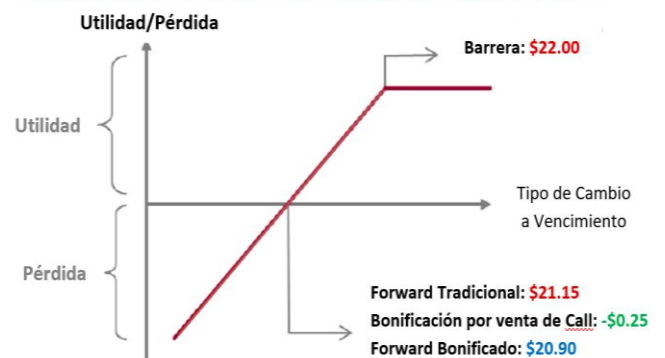 Utilidad/Pérdida
Barrera: $22.00
Utilidad
Tipo de Cambio
a Vencimiento
Pérdida
Forward Tradicional: $21.15
Bonificación por venta de Call: -$0.25
Forward Bonificado: $20.90